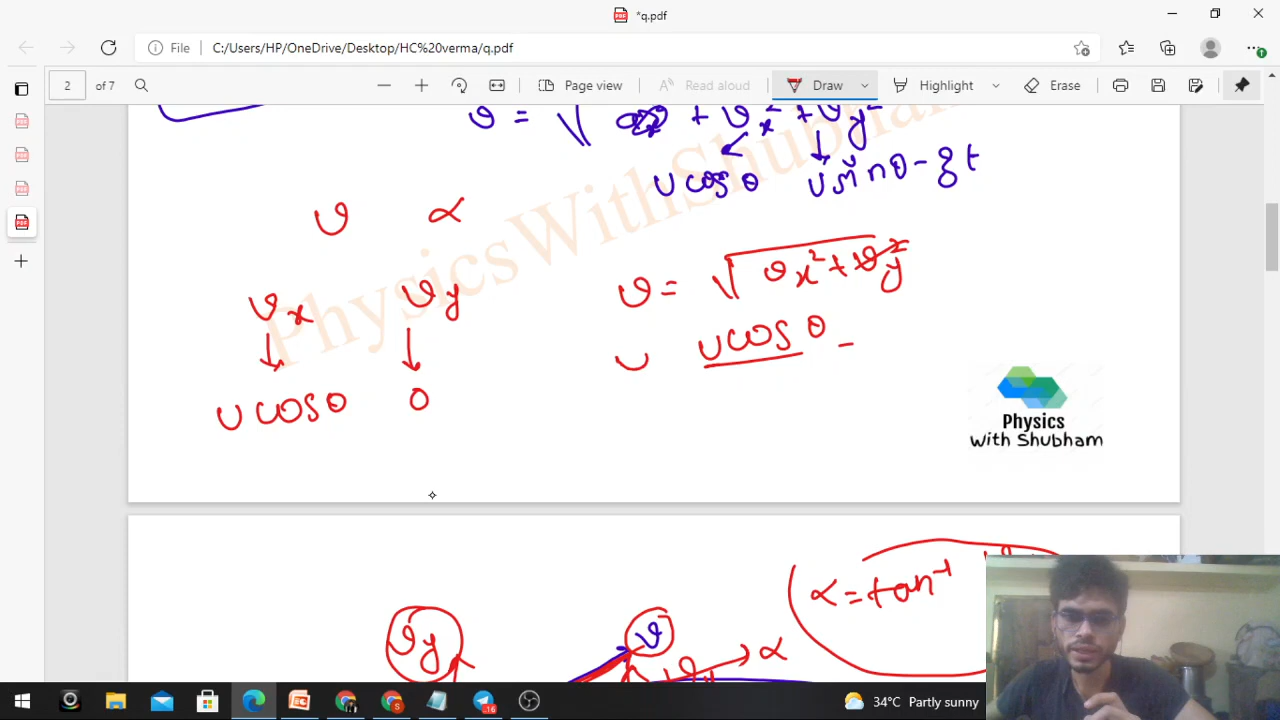 *q.pdf
File C:/Users/HP/OneDrive/Desktop/HC%20verma/q.pdf
2 of 7 Page view Read aloud Draw Highlight Erase
v = √ + vx² + vy²
u cos θ u sin θ - gt
v α
v = √vx² + vy²
vx vy
u u cos θ
u cos θ 0
PhysicsWithShubham
Physics
With Shubham
α = tan⁻¹
vy v α
16
34°C Partly sunny